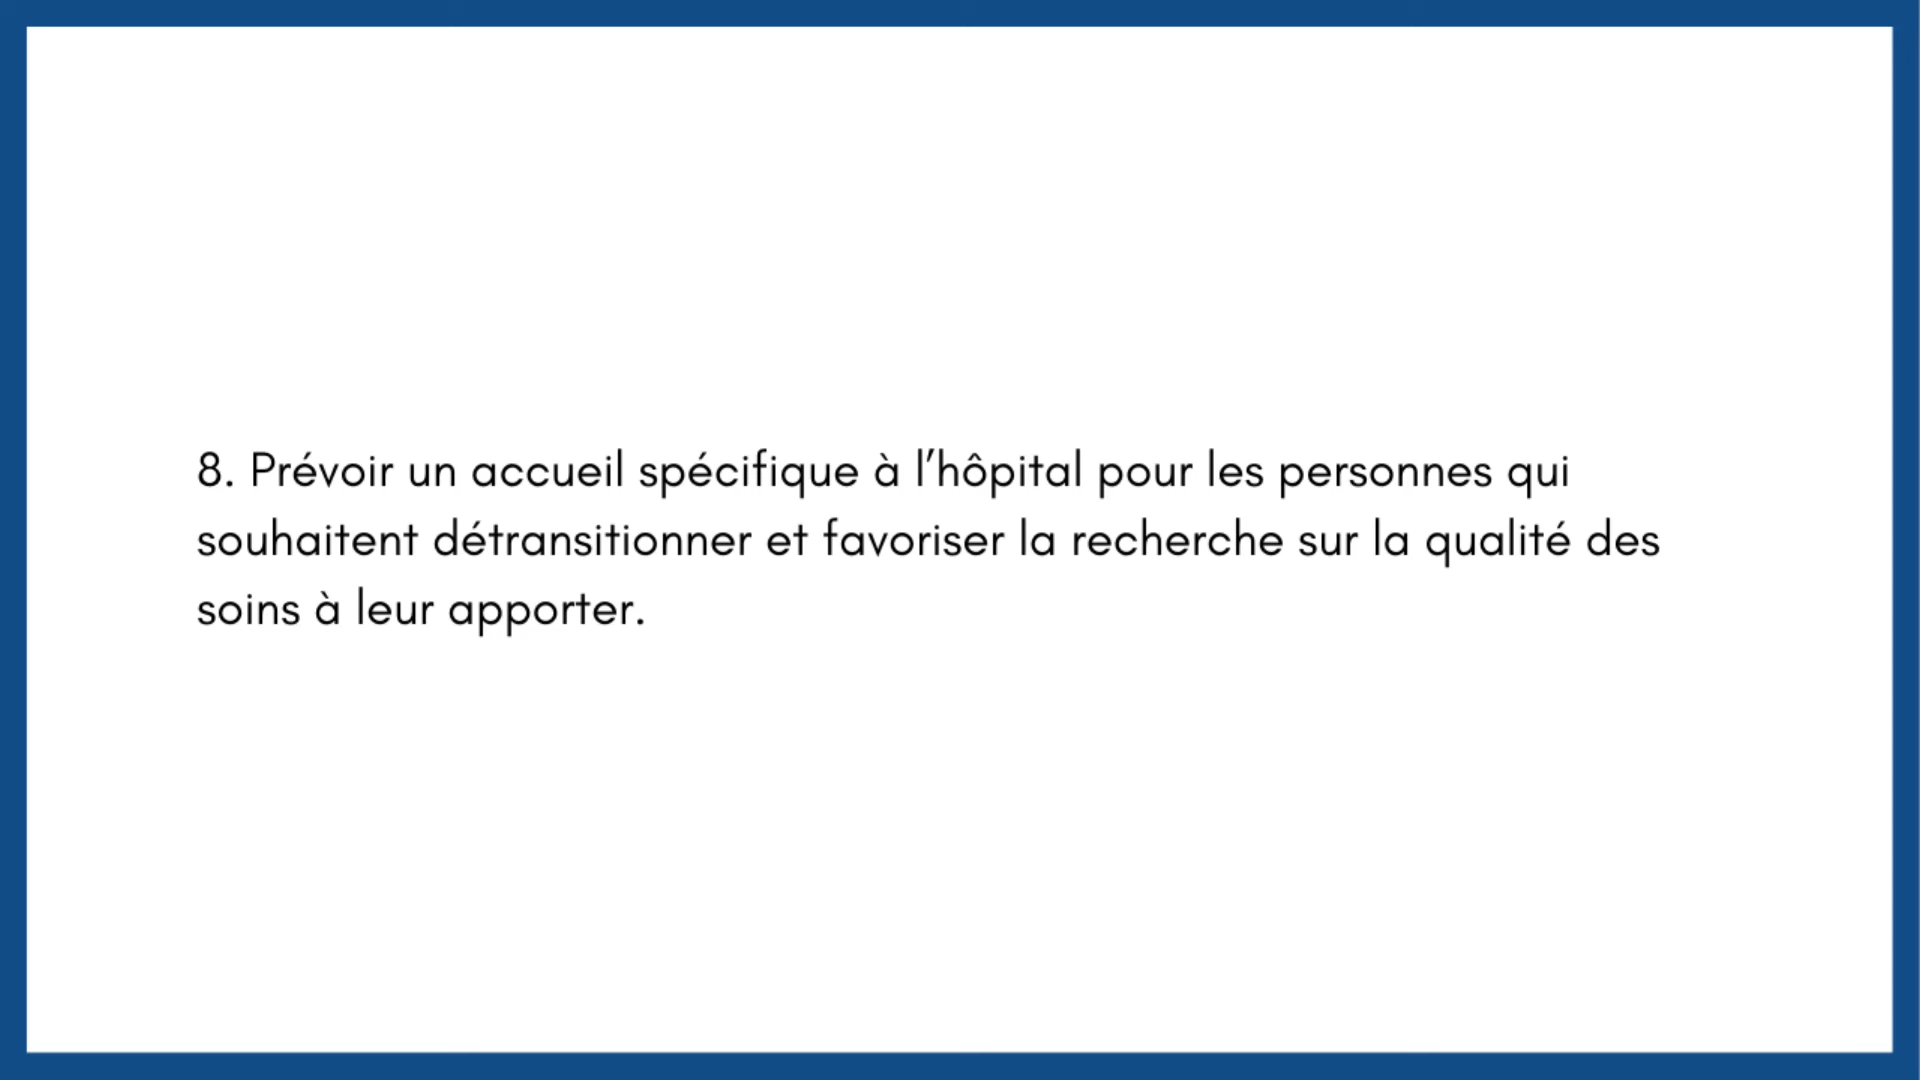 8. Prévoir un accueil spécifique à l’hôpital pour les personnes qui
souhaitent détransitionner et favoriser la recherche sur la qualité des
soins à leur apporter.